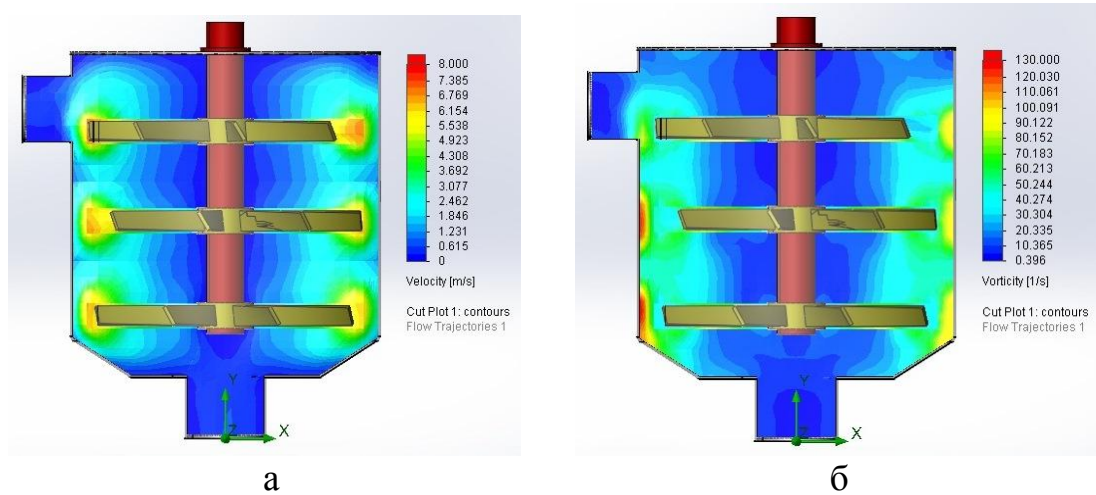 8.000
7.385
6.769
6.154
5.538
4.923
4.308
3.692
3.077
2.462
1.846
1.231
0.615
0
Velocity [m/s]
Cut Plot 1: contours
Flow Trajectories 1
Y
Z
X
а
130.000
120.030
110.061
100.091
90.122
80.152
70.183
60.213
50.244
40.274
30.304
20.335
10.365
0.396
Vorticity [1/s]
Cut Plot 1: contours
Flow Trajectories 1
Y
Z
X
б